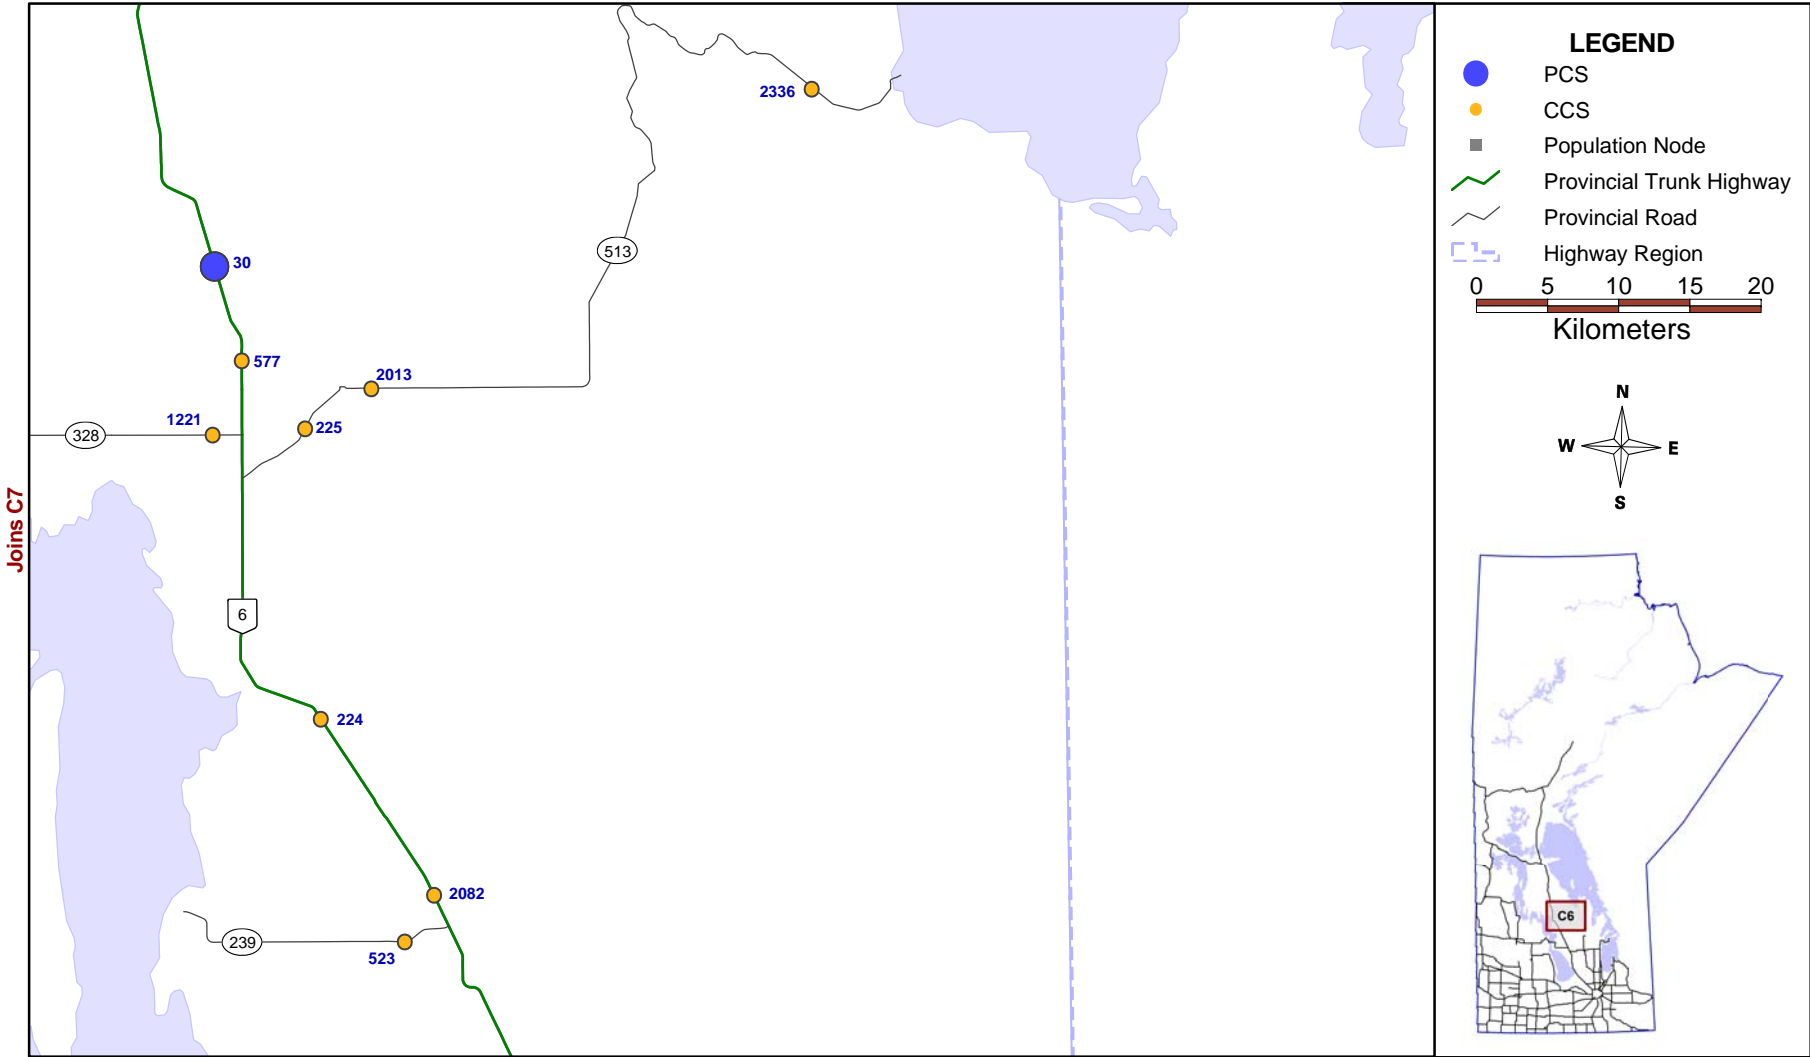 2336
30
513
577
2013
1221
225
328
Joins C7
6
224
2082
239
523
LEGEND
PCS
CCS
Population Node
Provincial Trunk Highway
Provincial Road
Highway Region
0 5 10 15 20
Kilometers
N
W E
S
C6